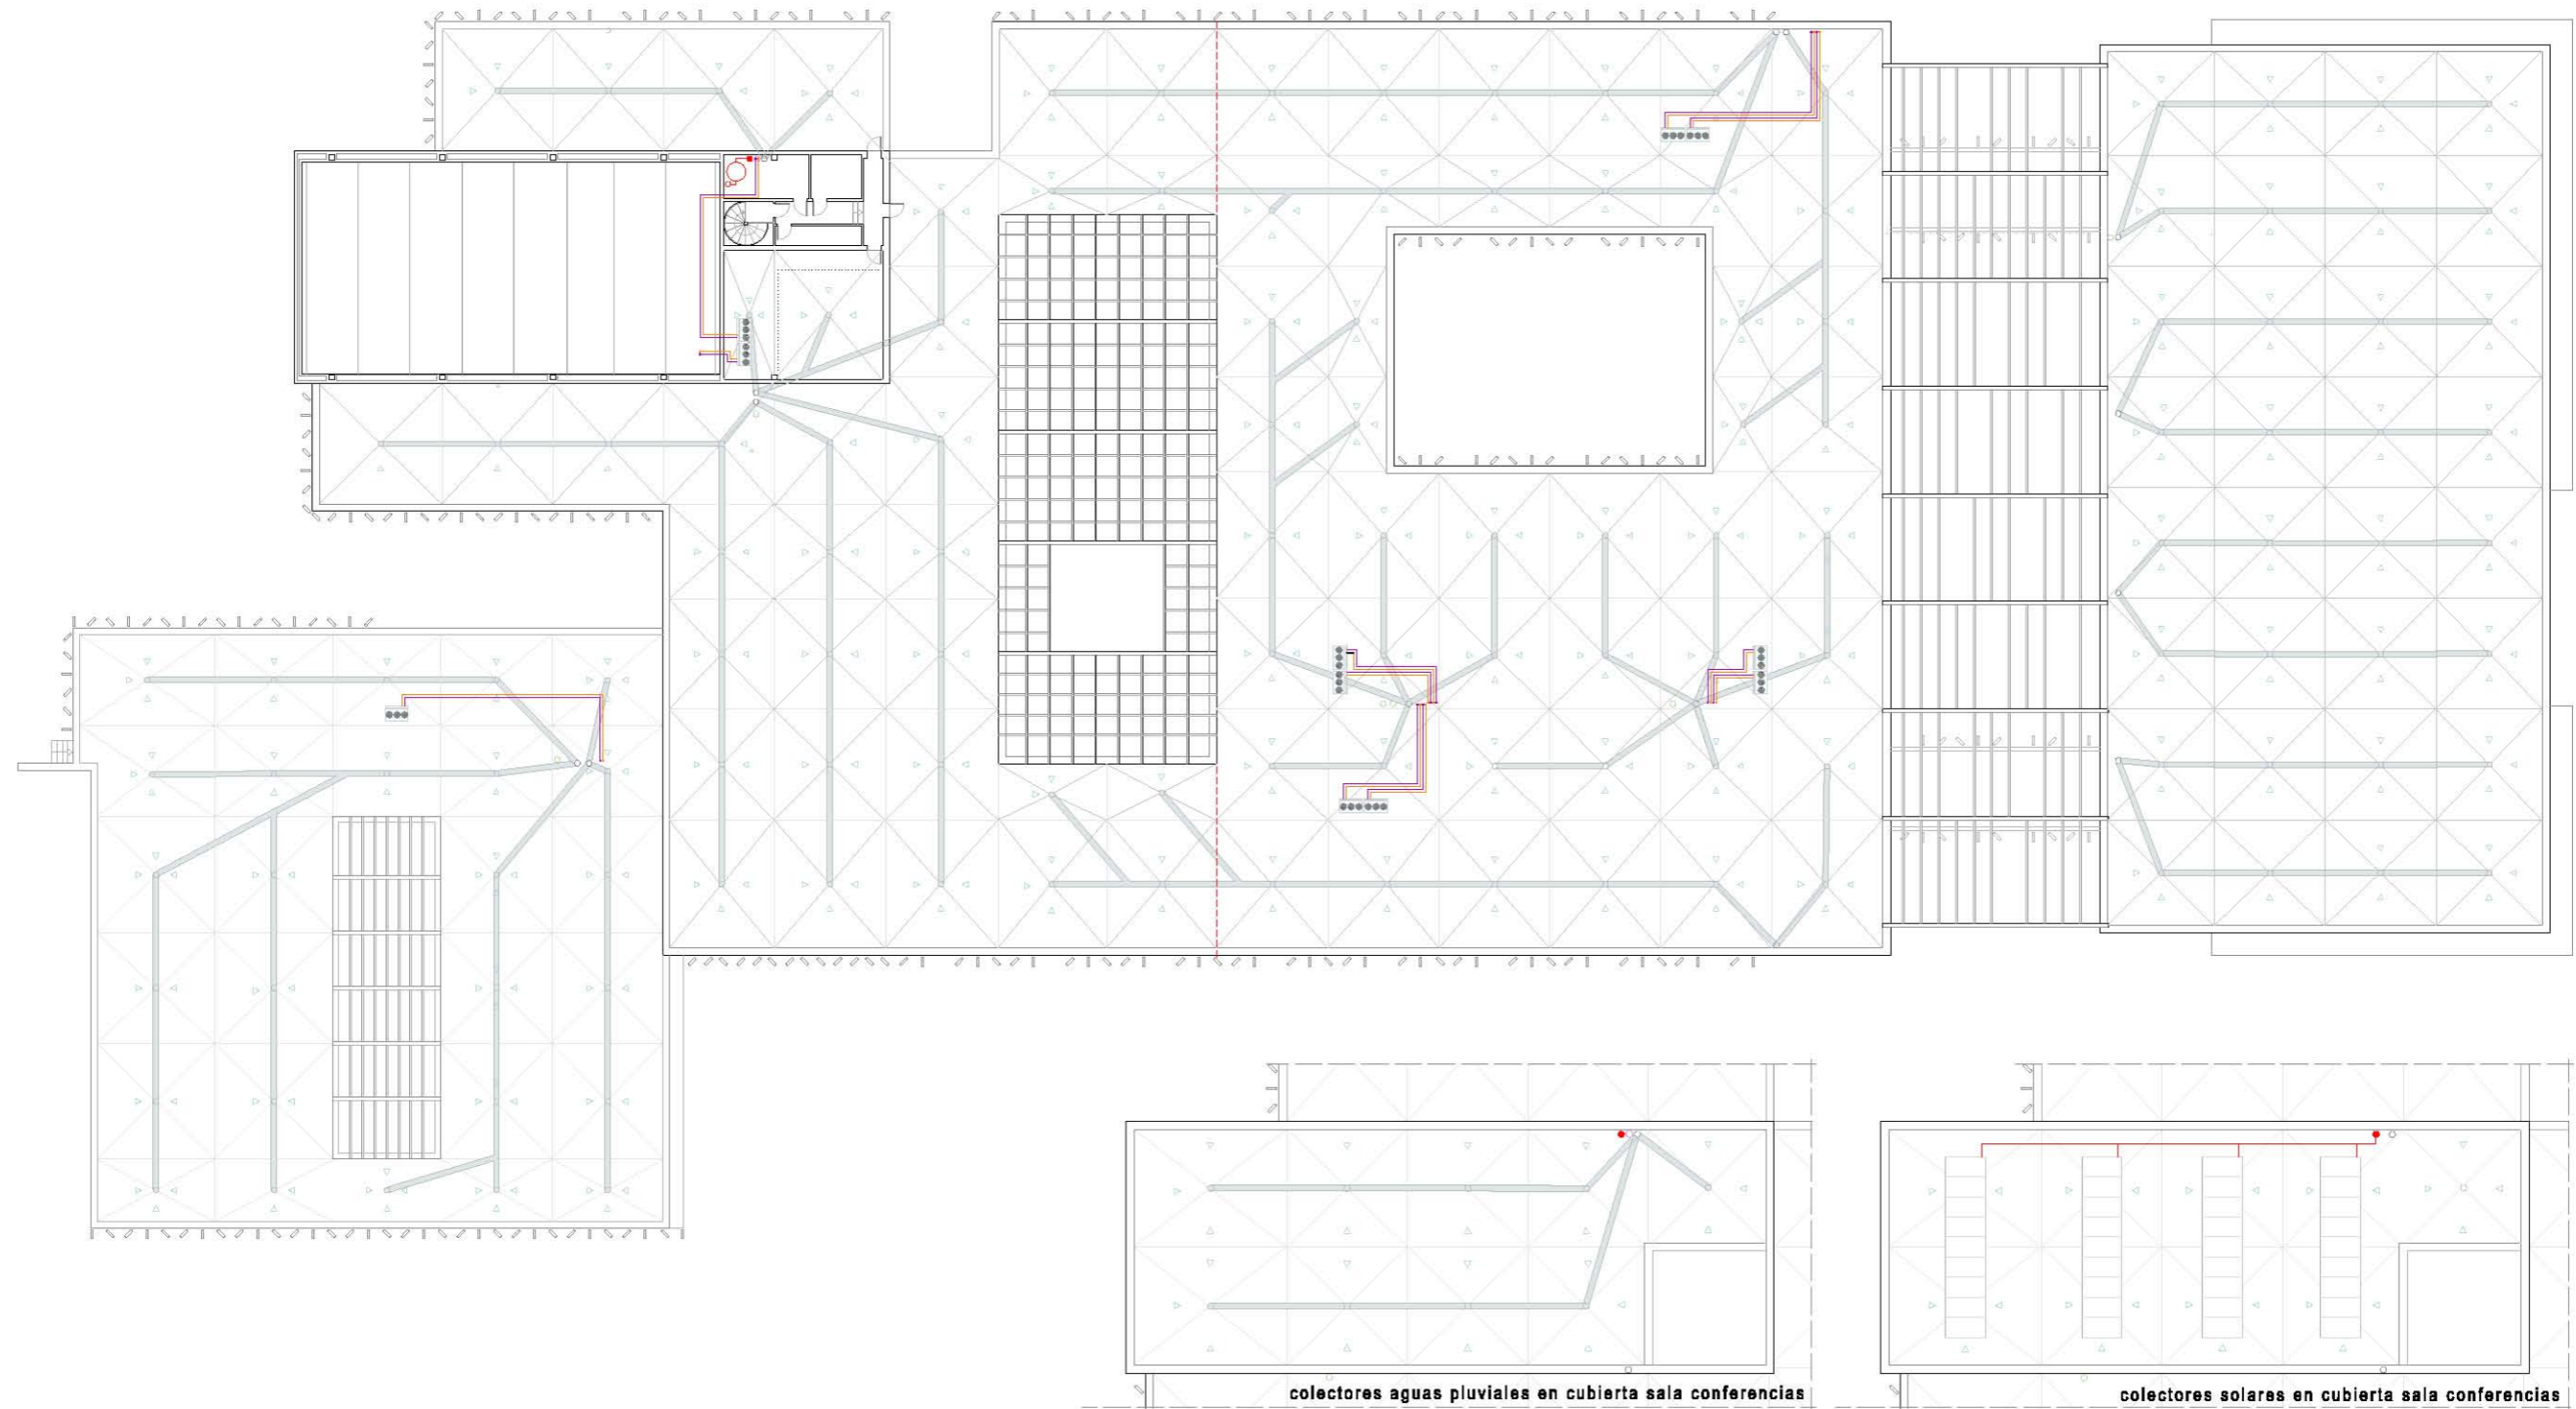 colectores aguas pluviales en cubierta sala conferencias
colectores solares en cubierta sala conferencias